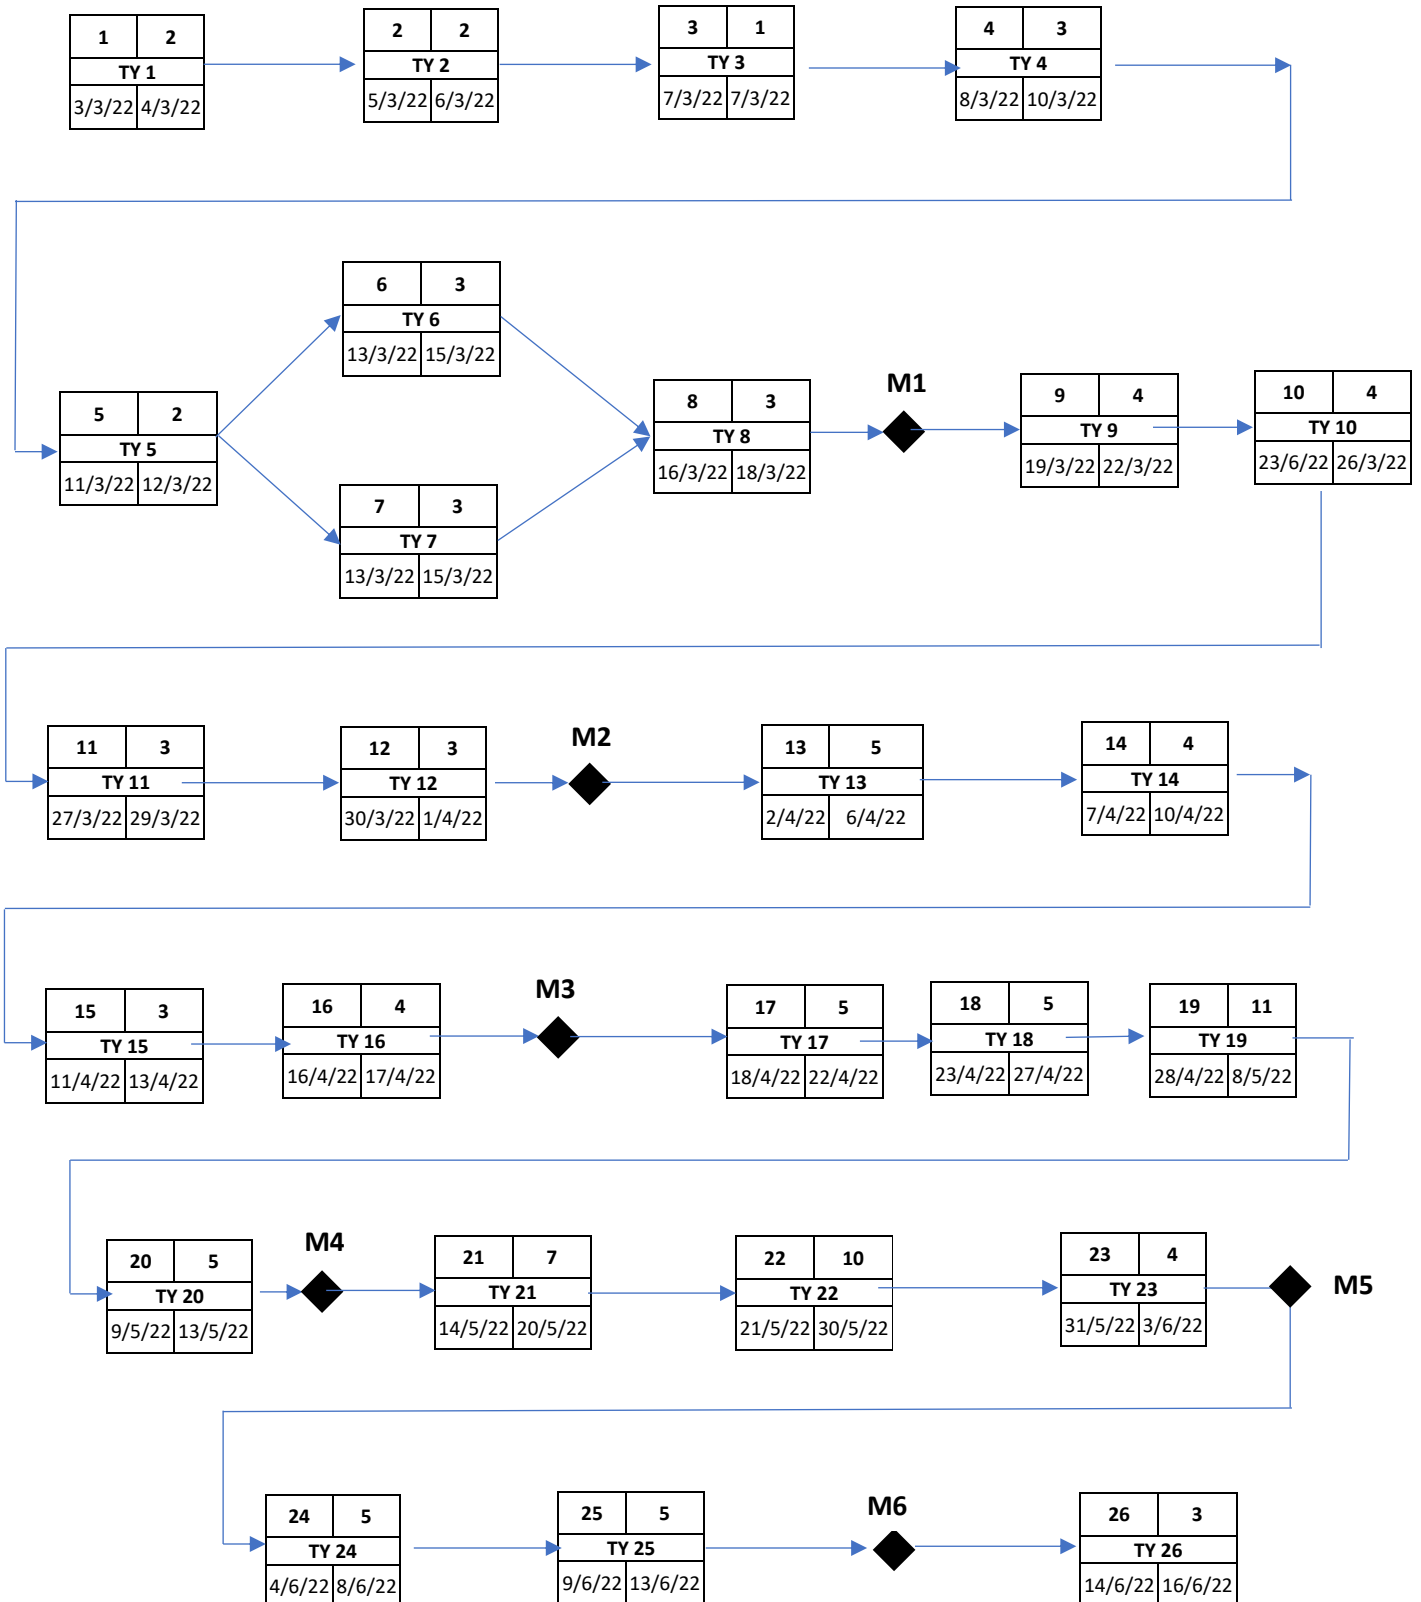 1 2
TY 1
3/3/22 4/3/22
2 2
TY 2
5/3/22 6/3/22
3 1
TY 3
7/3/22 7/3/22
4 3
TY 4
8/3/22 10/3/22
6 3
TY 6
13/3/22 15/3/22
5 2
TY 5
11/3/22 12/3/22
7 3
TY 7
13/3/22 15/3/22
8 3
TY 8
16/3/22 18/3/22
M1
9 4
TY 9
19/3/22 22/3/22
10 4
TY 10
23/6/22 26/3/22
11 3
TY 11
27/3/22 29/3/22
12 3
TY 12
30/3/22 1/4/22
M2
13 5
TY 13
2/4/22 6/4/22
14 4
TY 14
7/4/22 10/4/22
15 3
TY 15
11/4/22 13/4/22
16 4
TY 16
16/4/22 17/4/22
M3
17 5
TY 17
18/4/22 22/4/22
18 5
TY 18
23/4/22 27/4/22
19 11
TY 19
28/4/22 8/5/22
20 5
TY 20
9/5/22 13/5/22
M4
21 7
TY 21
14/5/22 20/5/22
22 10
TY 22
21/5/22 30/5/22
23 4
TY 23
31/5/22 3/6/22
M5
24 5
TY 24
4/6/22 8/6/22
25 5
TY 25
9/6/22 13/6/22
M6
26 3
TY 26
14/6/22 16/6/22